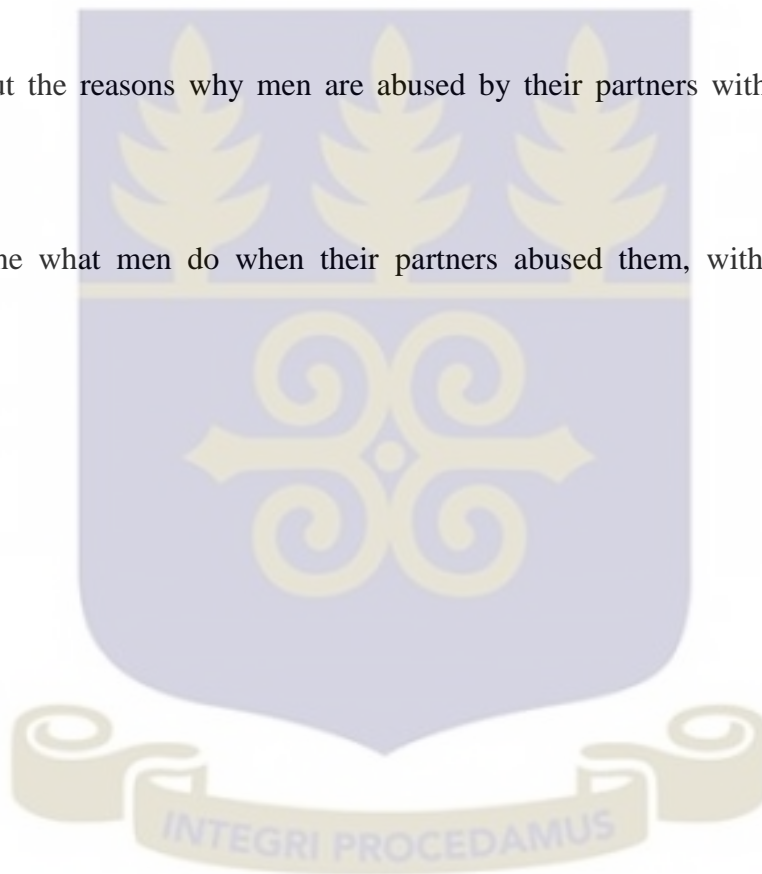 the reasons why men are abused by their partners with
what men do when their partners abused them, with
INTEGRI PROCEDAMUS